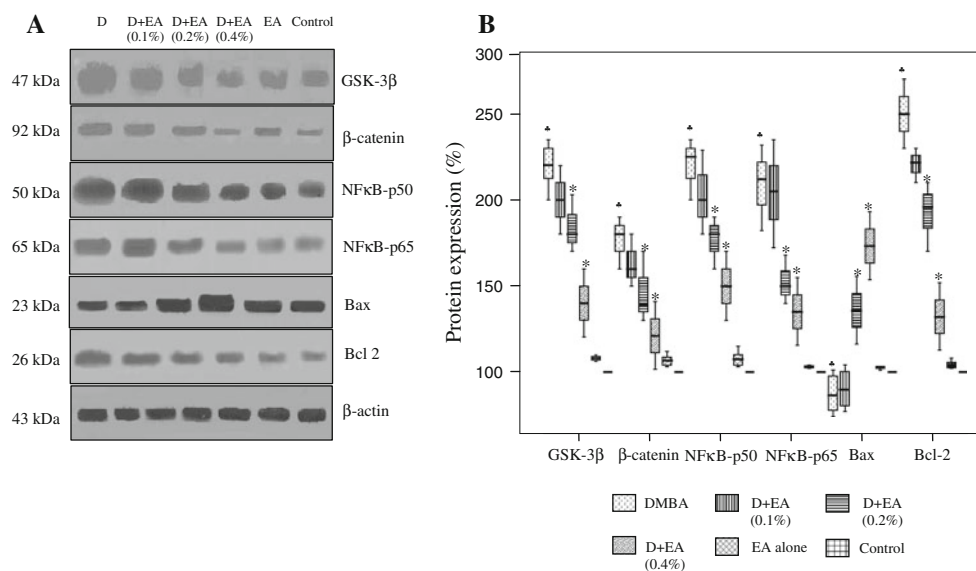 A
D D+EA D+EA D+EA EA Control
(0.1%) (0.2%) (0.4%)
47 kDa GSK-3β
92 kDa β-catenin
50 kDa NFκB-p50
65 kDa NFκB-p65
23 kDa Bax
26 kDa Bcl 2
43 kDa β-actin
B
Protein expression (%)
300
250
200
150
100
GSK-3β β-catenin NFκB-p50 NFκB-p65 Bax Bcl-2
DMBA D+EA D+EA
(0.1%) (0.2%)
D+EA EA alone Control
(0.4%)